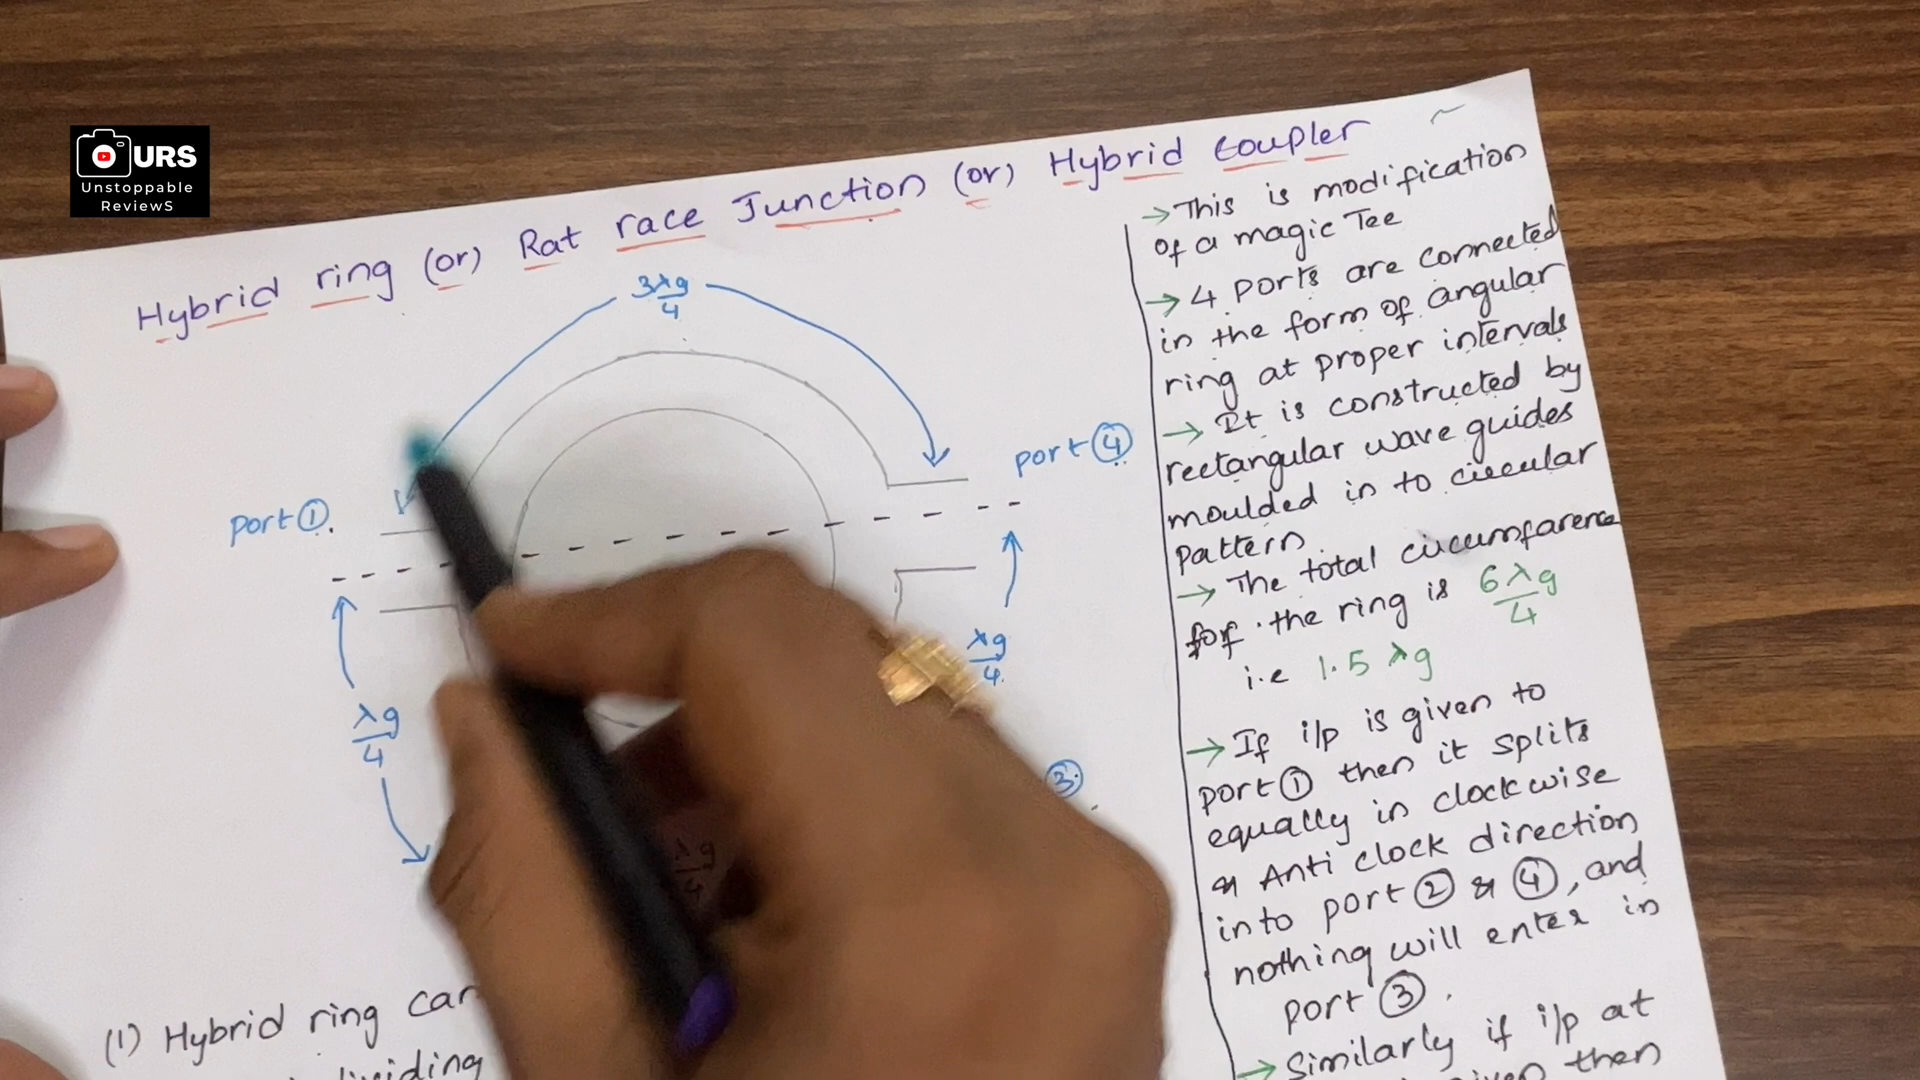 OURS
Unstoppable
ReviewS
Hybrid ring (or) Rat race Junction (or) Hybrid Coupler
3λg
4
port ①.
port ④
λg
4
λg
4
③.
(1) Hybrid ring can
dividing
→ This is modification
of a magic Tee
→ 4 ports are connected
in the form of angular
ring at proper intervals
→ It is constructed by
rectangular wave guides
moulded in to circular
pattern
→ The total circumfarence
for the ring is 6λg
4
i.e 1.5 λg
→ If i/p is given to
port ① then it splits
equally in clockwise
& Anti clock direction
into port ② & ④, and
nothing will enter in
port ③.
→ Similarly if i/p at
then